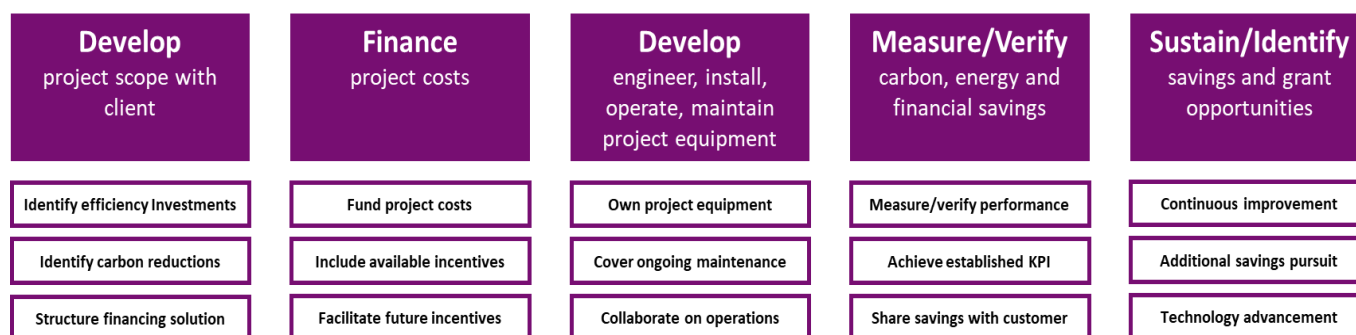 Develop
project scope with
client
Identify efficiency Investments
Identify carbon reductions
Structure financing solution
Finance
project costs
Fund project costs
Include available incentives
Facilitate future incentives
Develop
engineer, install,
operate, maintain
project equipment
Own project equipment
Cover ongoing maintenance
Collaborate on operations
Measure/Verify
carbon, energy and
financial savings
Measure/verify performance
Achieve established KPI
Share savings with customer
Sustain/Identify
savings and grant
opportunities
Continuous improvement
Additional savings pursuit
Technology advancement